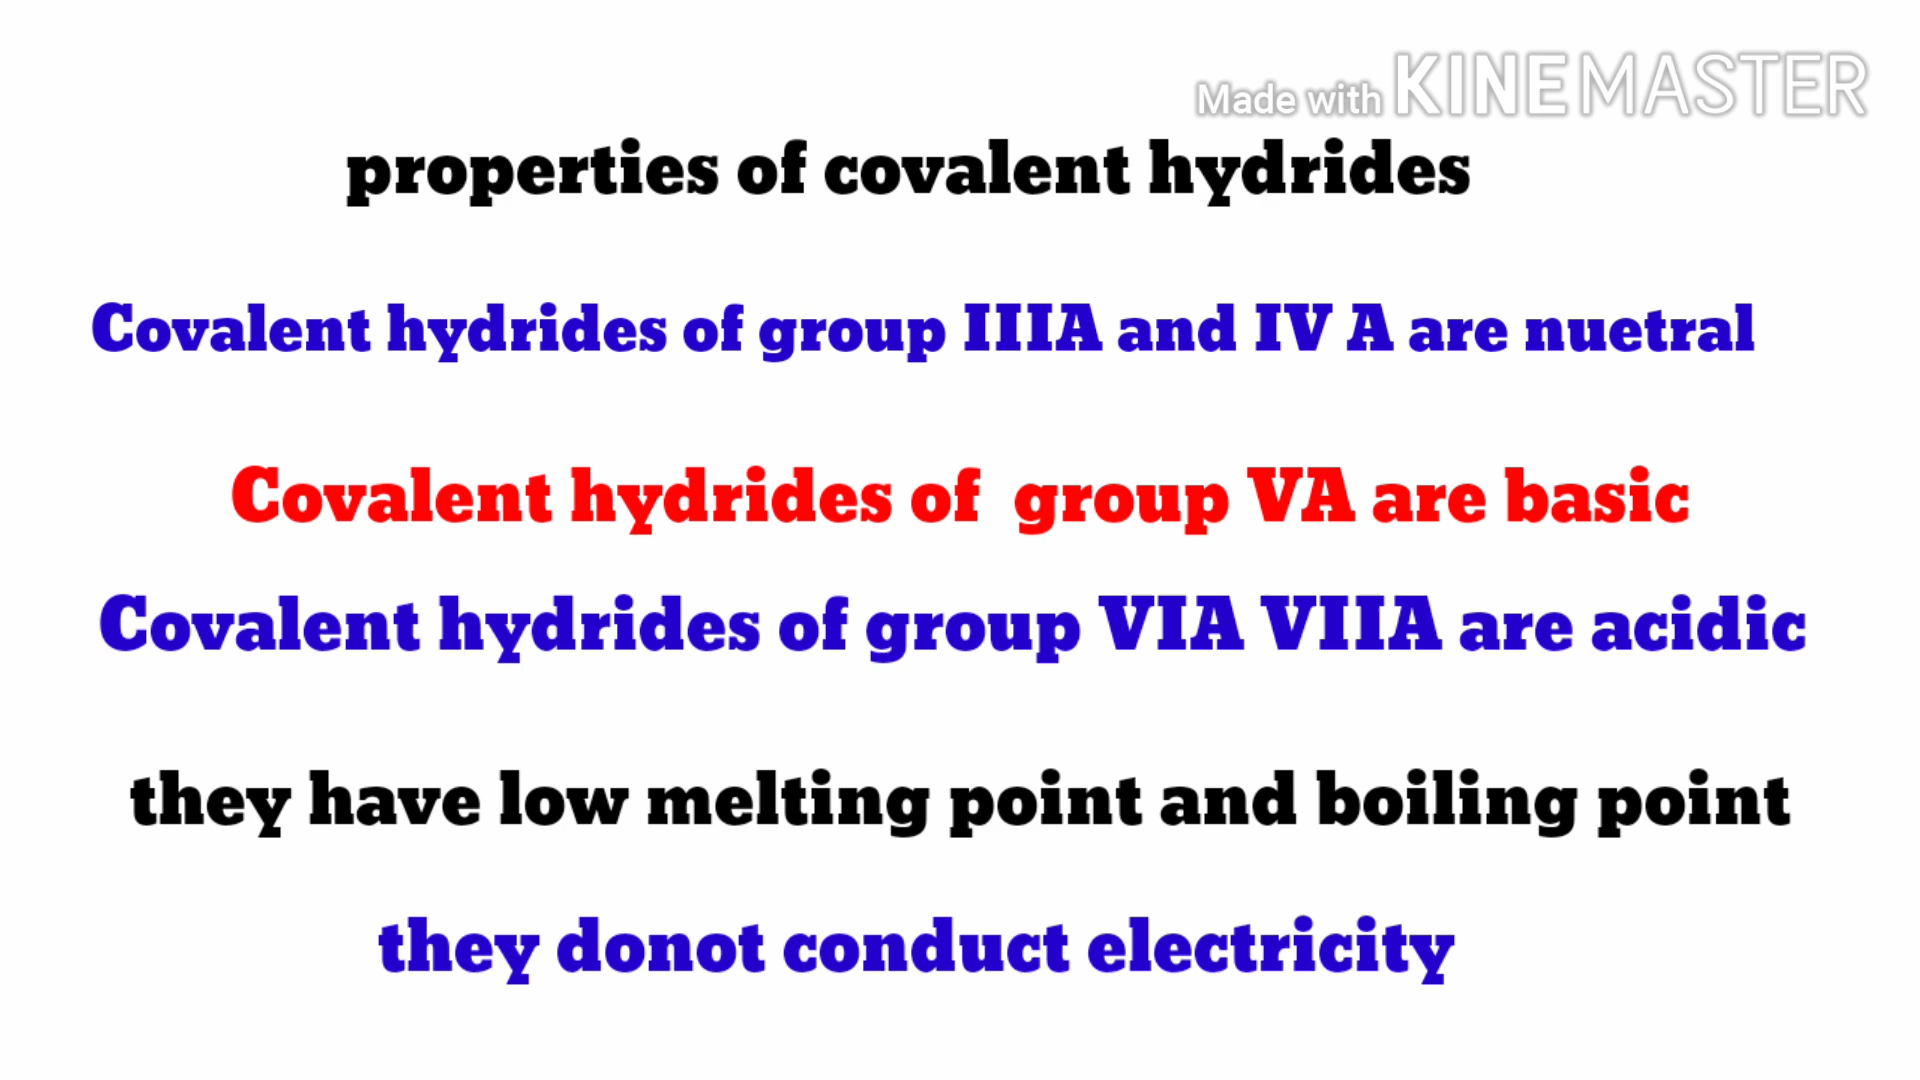 Made with KINEMASTER
properties of covalent hydrides
Covalent hydrides of group IIIA and IV A are nuetral
Covalent hydrides of group VA are basic
Covalent hydrides of group VIA VIIA are acidic
they have low melting point and boiling point
they donot conduct electricity